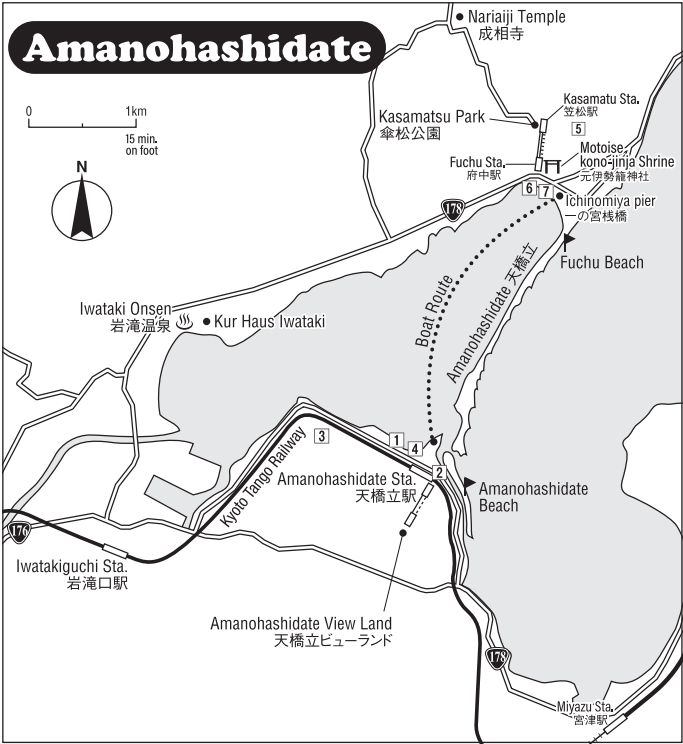 Amanohashidate
Nariaiji Temple
成相寺
0 1km
15 min.
on foot
N
Kasamatsu Park
傘松公園
Kasamatu Sta.
笠松駅
5
Fuchu Sta.
府中駅
Motoise
kono-jinja Shrine
元伊勢籠神社
6
7
178
Ichinomiya pier
一の宮桟橋
Fuchu Beach
Boat Route
Amanohashidate 天橋立
Iwataki Onsen
岩滝温泉
Kur Haus Iwataki
Kyoto Tango Railway
3
1
4
2
Amanohashidate Sta.
天橋立駅
Amanohashidate
Beach
176
Iwatakiguchi Sta.
岩滝口駅
Amanohashidate View Land
天橋立ビューランド
178
Miyazu Sta.
宮津駅